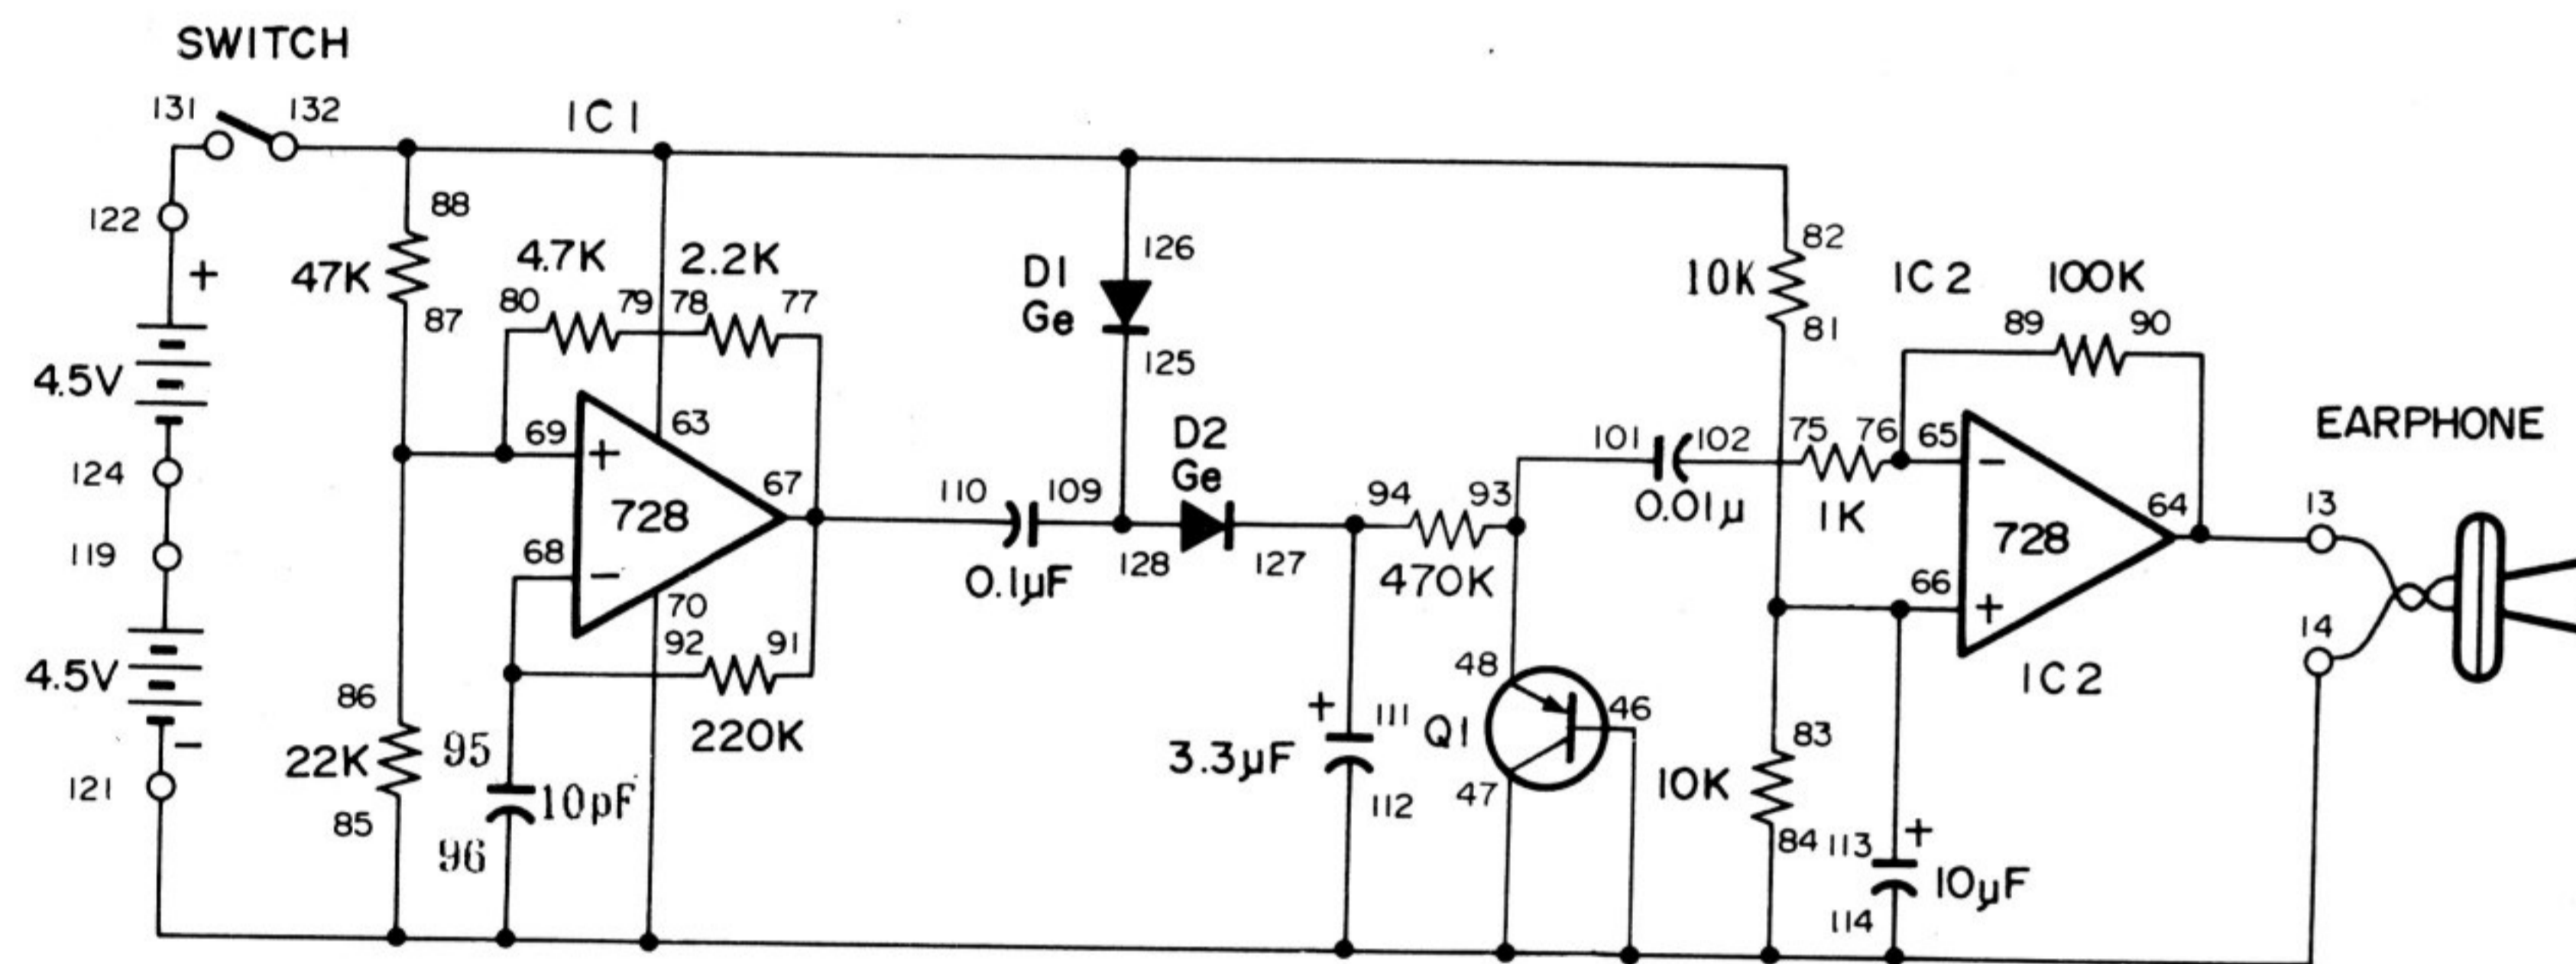 SWITCH
131 132
IC1
122
+
88
47K
87
4.7K 2.2K
80 79 78 77
126
D1
Ge
125
82
10K
81
IC2 100K
89 90
4.5V
69
+
63
728
67
68
−
70
92 91
220K
110 109
0.1μF
D2
Ge
128 127
94 93
470K
101 102
0.01μ
75 76
1K
65
−
728
64
66
+
IC2
EARPHONE
13
14
124
119
4.5V
−
121
86
22K
85
95
10pF
96
+
111
3.3μF
112
48
Q1
46
47
83
10K
84
113
+
10μF
114